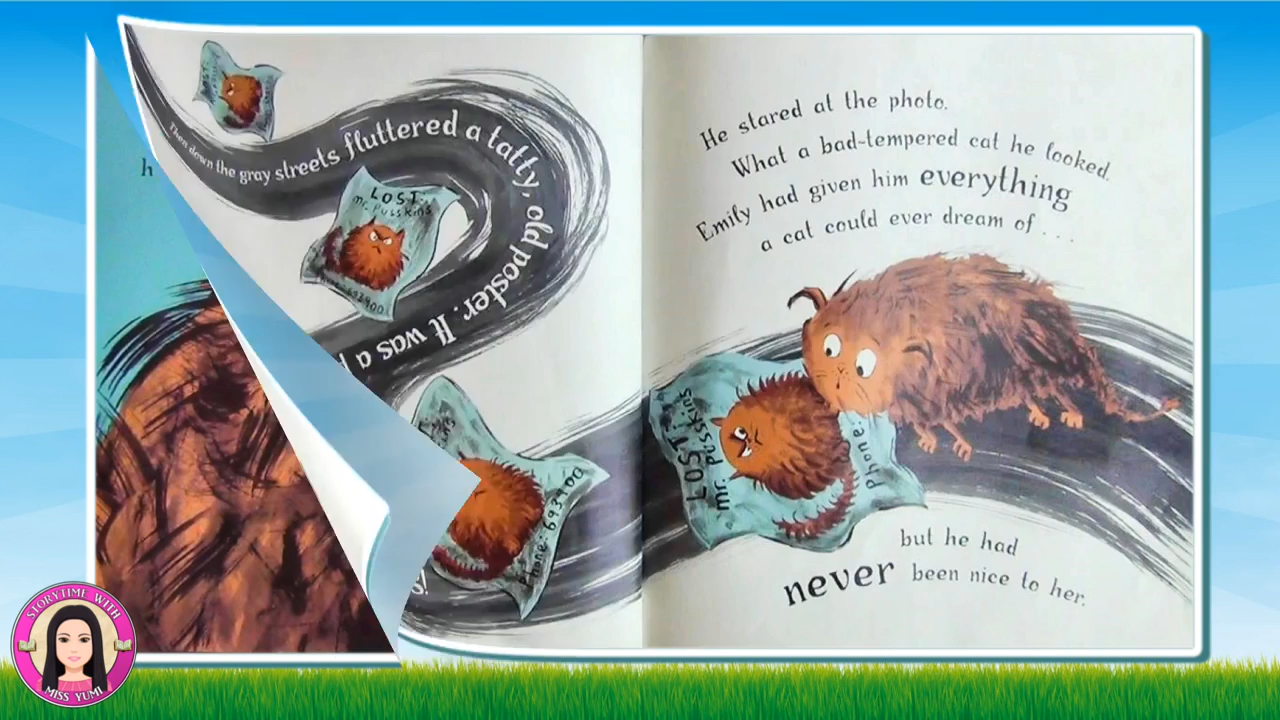 h
Then down the gray streets fluttered a tatty, old poster. It was a
LOST:
mr. Pusskins
693900
Phone: 693900
s!
He stared at the photo.
What a bad-tempered cat he looked.
Emily had given him everything
a cat could ever dream of . . .
LOST:
mr. Pusskins
Phone:
but he had
never been nice to her.
STORYTIME WITH
MISS YUMI